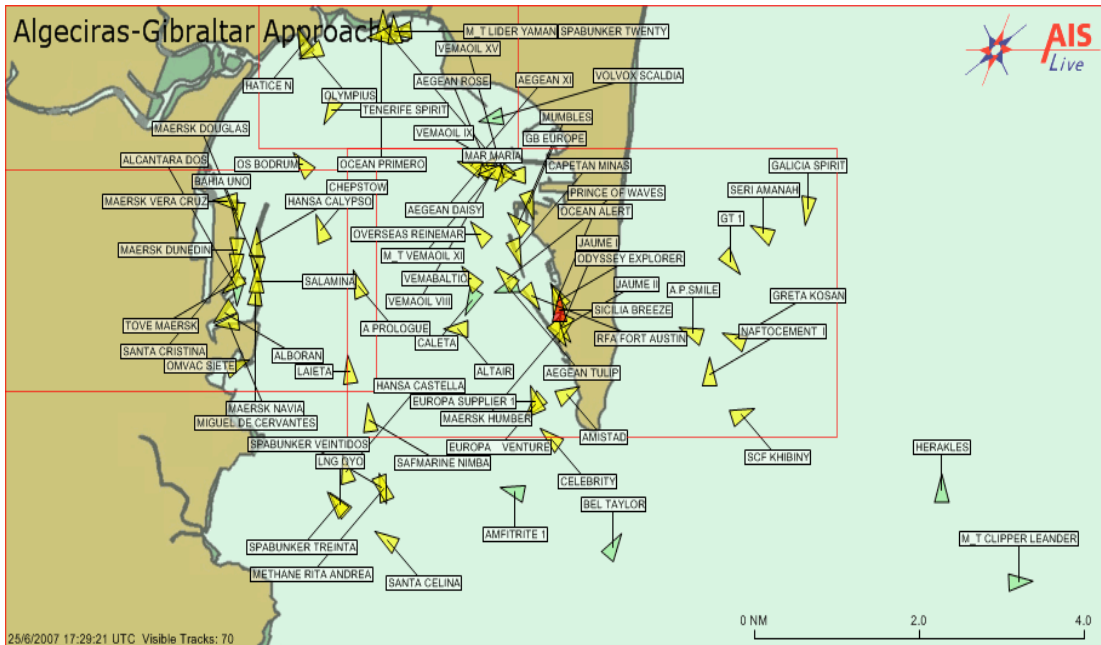 Algeciras-Gibraltar Approach
AIS
Live
M_T LIDER YAMAN
SPABUNKER TWENTY
VEMAOIL XV
VOLVOX SCALDIA
AEGEAN ROSE
AEGEAN XI
HATICE N
OLYMPIUS
TENERIFE SPIRIT
MUMBLES
MAERSK DOUGLAS
VEMAOIL IX
GB EUROPE
ALCANTARA DOS
OS BODRUM
OCEAN PRIMERO
MAR MARIA
CAPETAN MINAS
GALICIA SPIRIT
BAHIA UNO
CHEPSTOW
PRINCE OF WAVES
SERI AMANAH
MAERSK VERA CRUZ
HANSA CALYPSO
AEGEAN DAISY
OCEAN ALERT
GT 1
OVERSEAS REINEMAR
JAUME I
MAERSK DUNEDIN
M_T VEMAOIL XI
ODYSSEY EXPLORER
SALAMINA
VEMABALTIC
JAUME II
A.P.SMILE
GRETA KOSAN
VEMAOIL VIII
SICILIA BREEZE
TOVE MAERSK
A PROLOGUE
CALETA
RFA FORT AUSTIN
NAFTOCEMENT I
SANTA CRISTINA
ALBORAN
OMVAC SIETE
LAIETA
ALTAIR
AEGEAN TULIP
HANSA CASTELLA
EUROPA SUPPLIER 1
MAERSK NAVIA
MAERSK HUMBER
MIGUEL DE CERVANTES
AMISTAD
SPABUNKER VEINTIDOS
EUROPA VENTURE
SCF KHIBINY
HERAKLES
LNG OYO
SAFMARINE NIMBA
CELEBRITY
BEL TAYLOR
AMFITRITE 1
M_T CLIPPER LEANDER
SPABUNKER TREINTA
METHANE RITA ANDREA
SANTA CELINA
0 NM 2.0 4.0
25/6/2007 17:29:21 UTC Visible Tracks: 70